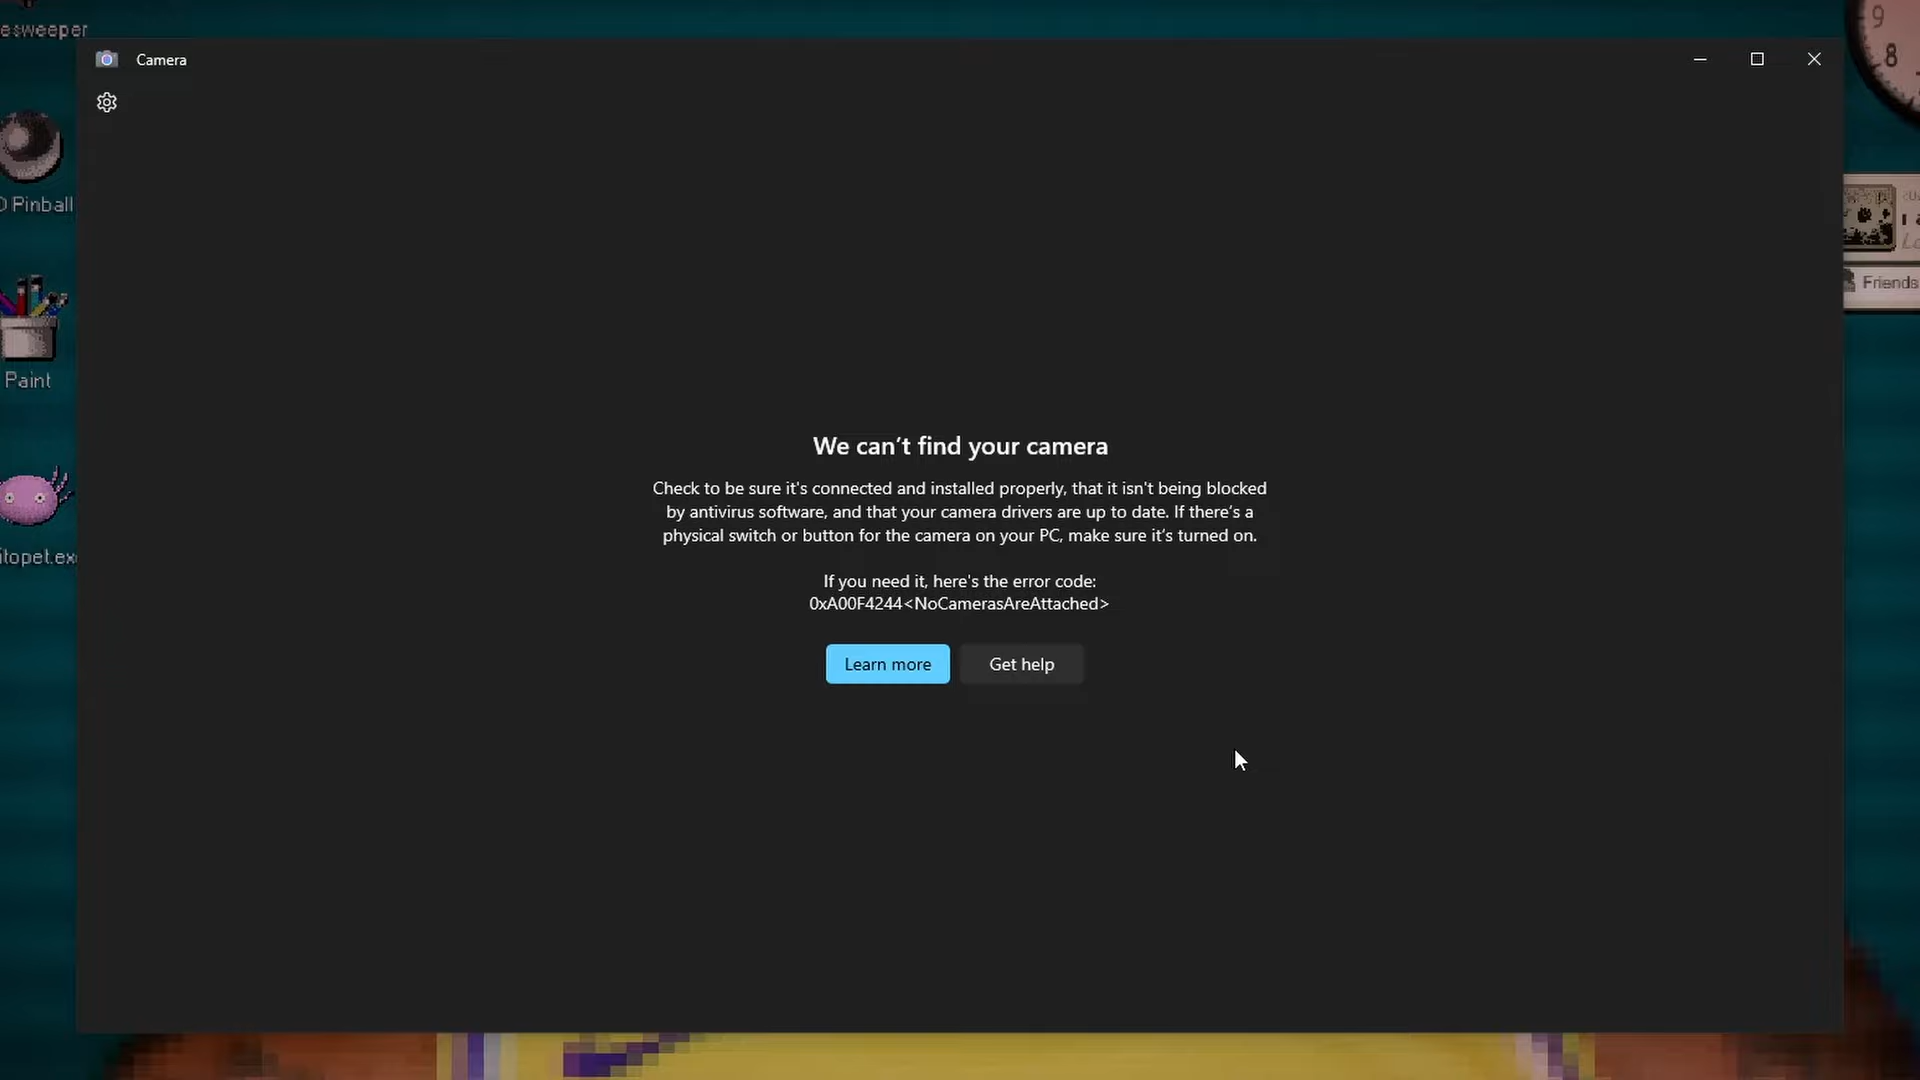 esweeper
Camera
9
8
D Pinball
Friends
Paint
We can’t find your camera
Check to be sure it's connected and installed properly, that it isn't being blocked
by antivirus software, and that your camera drivers are up to date. If there’s a
physical switch or button for the camera on your PC, make sure it’s turned on.
itopet.ex
If you need it, here's the error code:
0xA00F4244<NoCamerasAreAttached>
Learn more
Get help